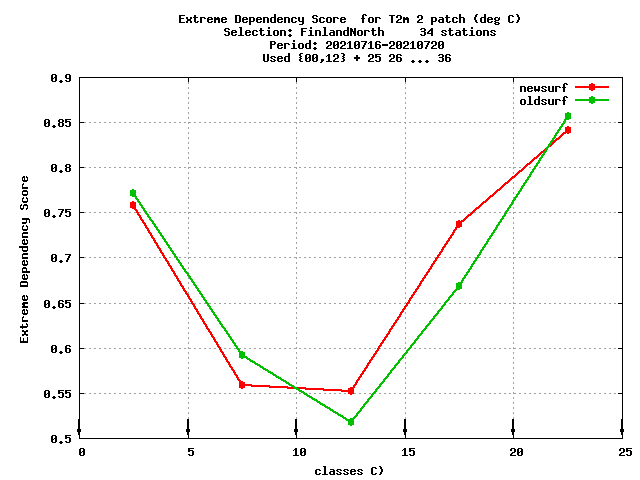 Extreme Dependency Score  for T2m 2 patch (deg C)
Selection: FinlandNorth     34 stations
Period: 20210716-20210720
Used {00,12} + 25 26 ... 36
newsurf
oldsurf
0.9
0.85
0.8
0.75
0.7
0.65
0.6
0.55
0.5
Extreme Dependency Score
0 5 10 15 20 25
classes C)